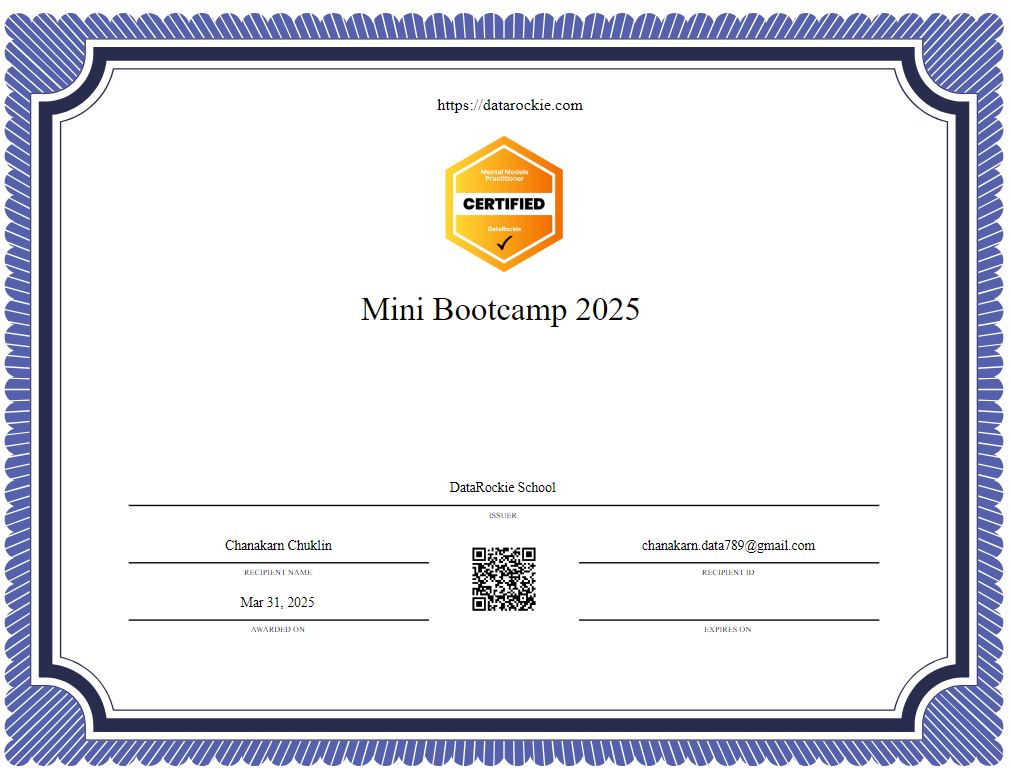 https://datarockie.com
Mental Models
Practitioner
CERTIFIED
DataRockie
Mini Bootcamp 2025
DataRockie School
ISSUER
Chanakarn Chuklin
chanakarn.data789@gmail.com
RECIPIENT NAME
RECIPIENT ID
Mar 31, 2025
AWARDED ON
EXPIRES ON